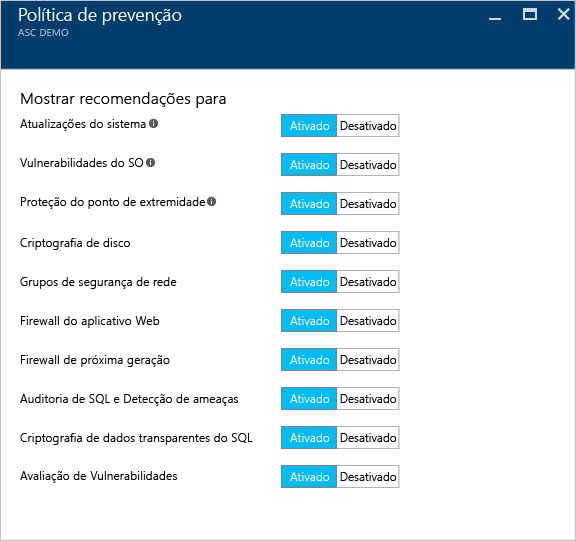 Política de prevenção
ASC DEMO
Mostrar recomendações para
Atualizações do sistema Ativado Desativado
Vulnerabilidades do SO Ativado Desativado
Proteção do ponto de extremidade Ativado Desativado
Criptografia de disco Ativado Desativado
Grupos de segurança de rede Ativado Desativado
Firewall do aplicativo Web Ativado Desativado
Firewall de próxima geração Ativado Desativado
Auditoria de SQL e Detecção de ameaças Ativado Desativado
Criptografia de dados transparentes do SQL Ativado Desativado
Avaliação de Vulnerabilidades Ativado Desativado